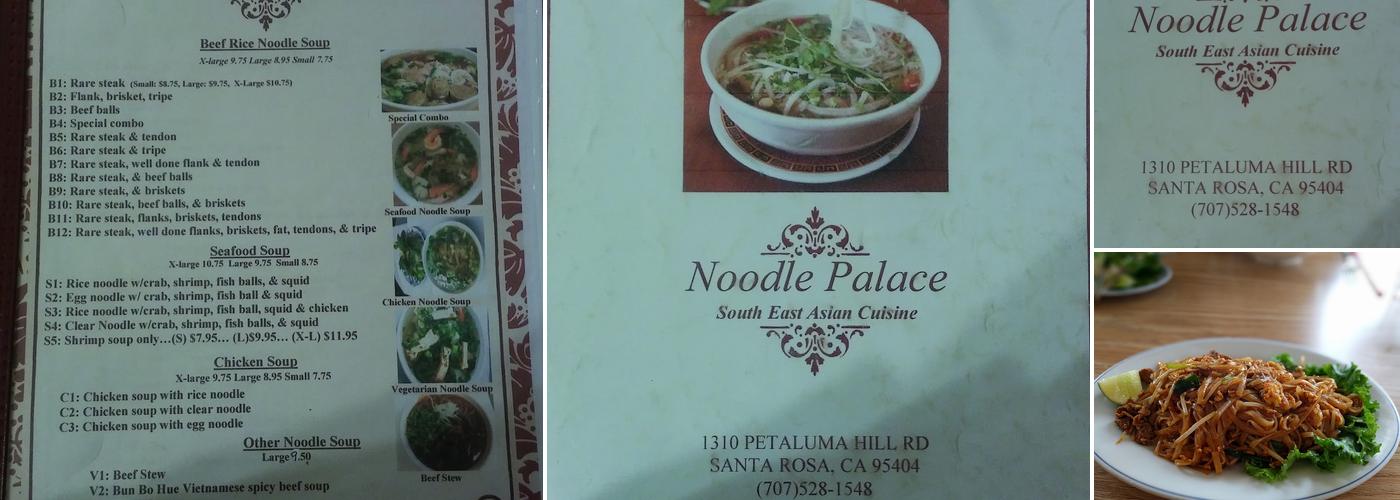 Beef Rice Noodle Soup
X-large 9.75 Large 8.95 Small 7.75
B1: Rare steak (Small: $8.75, Large: $9.75, X-Large $10.75)
B2: Flank, brisket, tripe
B3: Beef balls
B4: Special combo
B5: Rare steak & tendon
B6: Rare steak & tripe
B7: Rare steak, well done flank & tendon
B8: Rare steak, & beef balls
B9: Rare steak, & briskets
B10: Rare steak, beef balls, & briskets
B11: Rare steak, flanks, briskets, tendons
B12: Rare steak, well done flanks, briskets, fat, tendons, & tripe
Seafood Soup
X-large 10.75 Large 9.75 Small 8.75
S1: Rice noodle w/crab, shrimp, fish balls, & squid
S2: Egg noodle w/ crab, shrimp, fish ball & squid
S3: Rice noodle w/crab, shrimp, fish ball, squid & chicken
S4: Clear Noodle w/crab, shrimp, fish balls, & squid
S5: Shrimp soup only...(S) $7.95... (L)$9.95... (X-L) $11.95
Chicken Soup
X-large 9.75 Large 8.95 Small 7.75
C1: Chicken soup with rice noodle
C2: Chicken soup with clear noodle
C3: Chicken soup with egg noodle
Other Noodle Soup
Large 9.50
V1: Beef Stew
V2: Bun Bo Hue Vietnamese spicy beef soup
Special Combo
Seafood Noodle Soup
Chicken Noodle Soup
Vegetarian Noodle Soup
Beef Stew
Noodle Palace
South East Asian Cuisine
1310 PETALUMA HILL RD
SANTA ROSA, CA 95404
(707)528-1548
Noodle Palace
South East Asian Cuisine
1310 PETALUMA HILL RD
SANTA ROSA, CA 95404
(707)528-1548